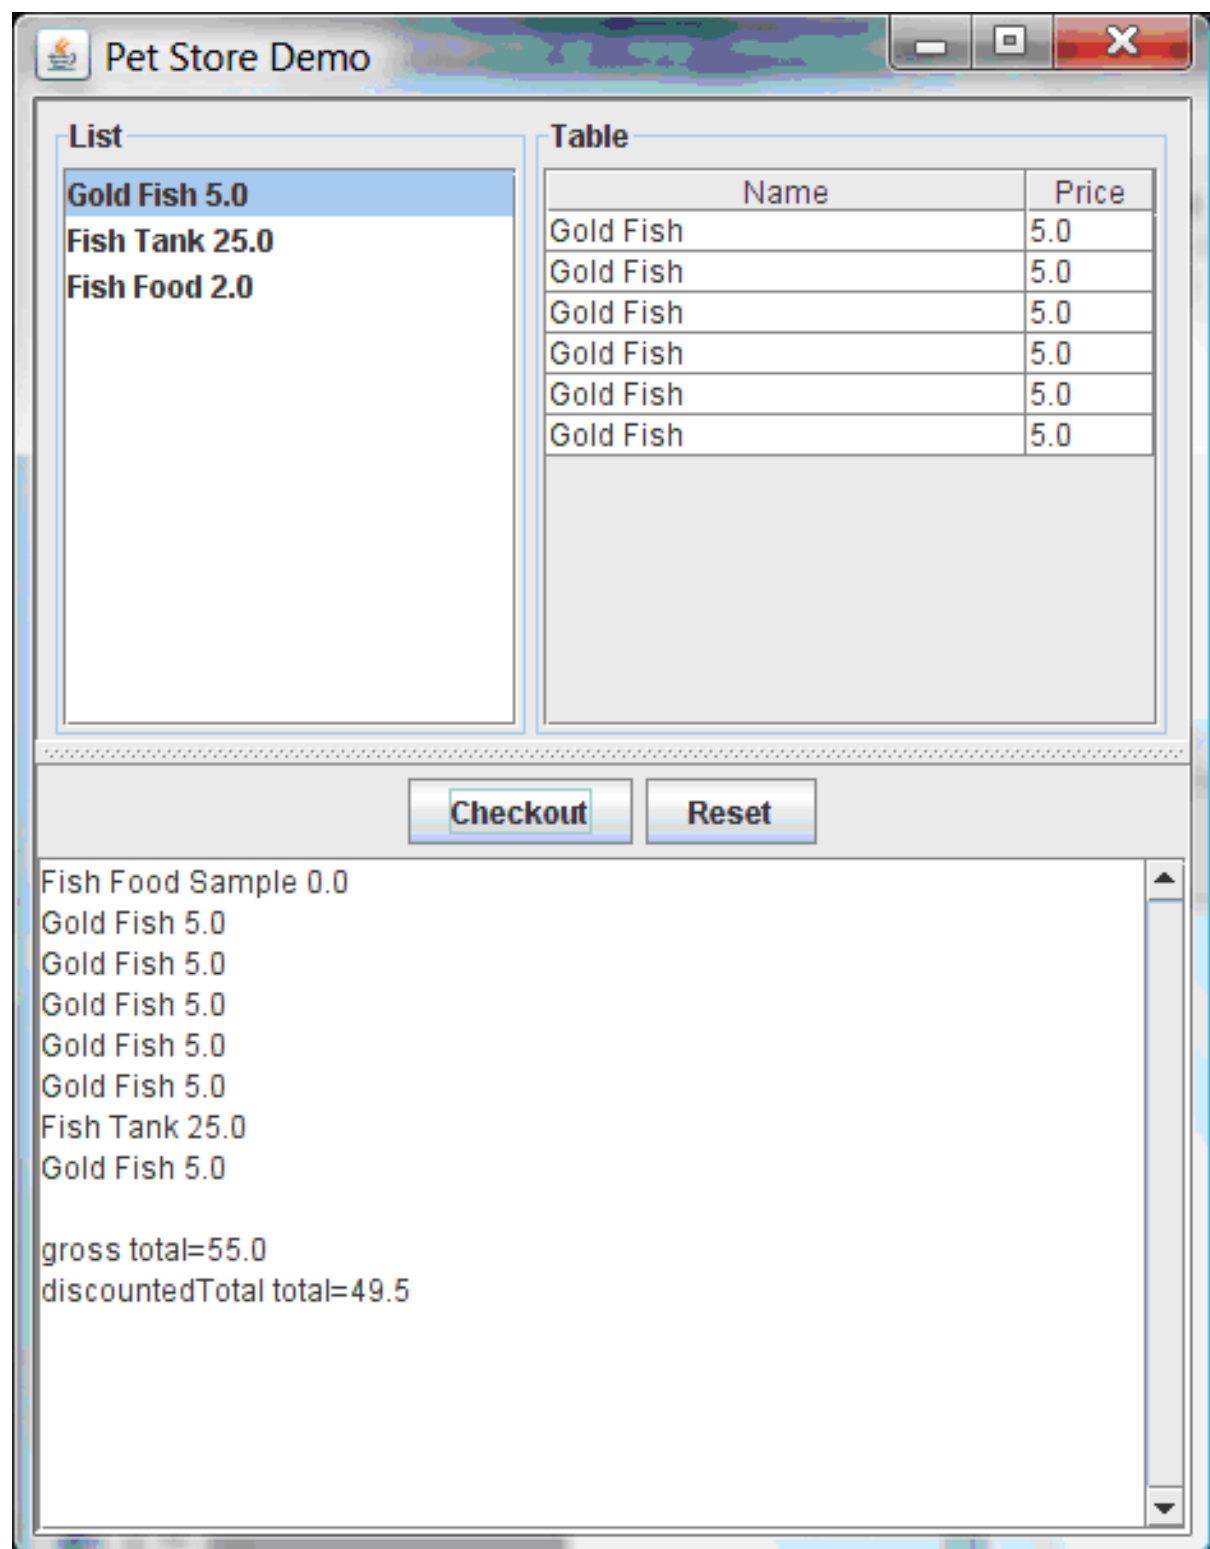 Pet Store Demo
List
Gold Fish 5.0
Fish Tank 25.0
Fish Food 2.0
Table
Name Price
Gold Fish 5.0
Gold Fish 5.0
Gold Fish 5.0
Gold Fish 5.0
Gold Fish 5.0
Gold Fish 5.0
Checkout Reset
Fish Food Sample 0.0
Gold Fish 5.0
Gold Fish 5.0
Gold Fish 5.0
Gold Fish 5.0
Gold Fish 5.0
Fish Tank 25.0
Gold Fish 5.0
gross total=55.0
discountedTotal total=49.5